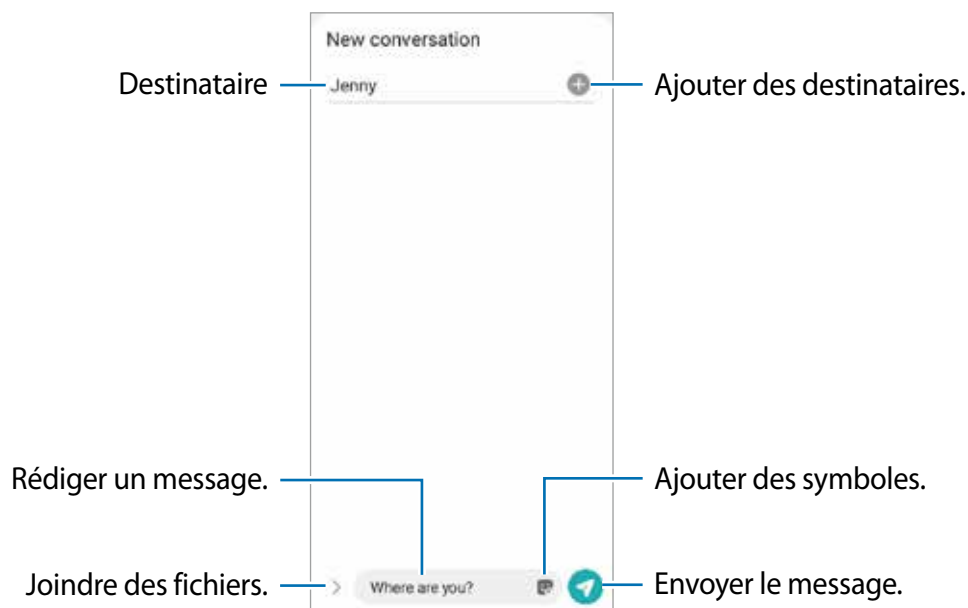 New conversation
Destinataire
Jenny
Ajouter des destinataires.
Rédiger un message.
Ajouter des symboles.
Joindre des fichiers.
Where are you?
Envoyer le message.